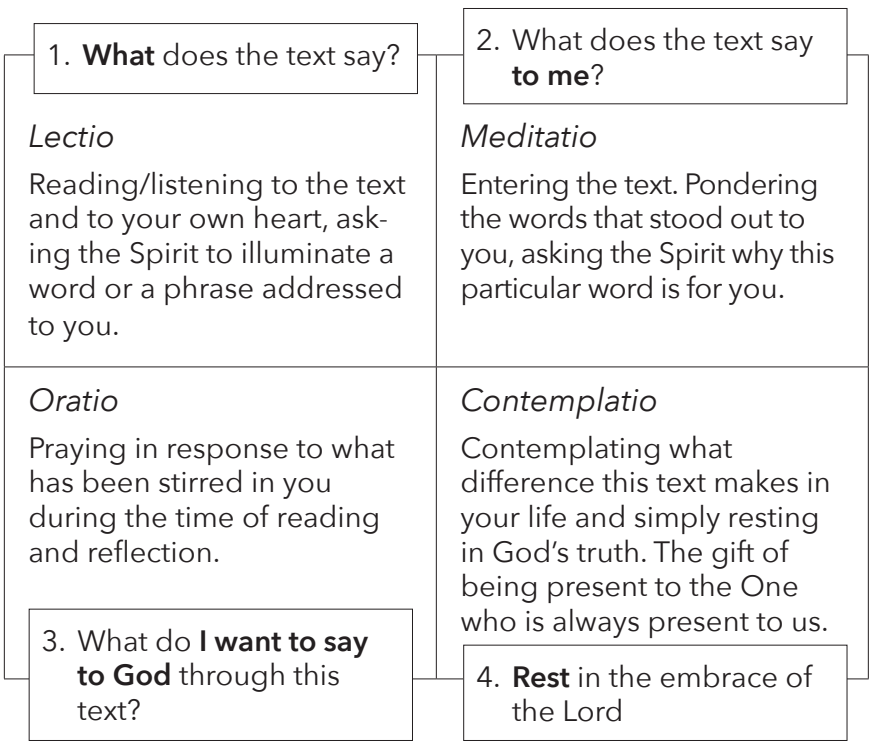 1. What does the text say?
Lectio
Reading/listening to the text
and to your own heart, ask-
ing the Spirit to illuminate a
word or a phrase addressed
to you.
2. What does the text say
to me?
Meditatio
Entering the text. Pondering
the words that stood out to
you, asking the Spirit why this
particular word is for you.
Oratio
Praying in response to what
has been stirred in you
during the time of reading
and reflection.
3. What do I want to say
to God through this
text?
Contemplatio
Contemplating what
difference this text makes in
your life and simply resting
in God's truth. The gift of
being present to the One
who is always present to us.
4. Rest in the embrace of
the Lord